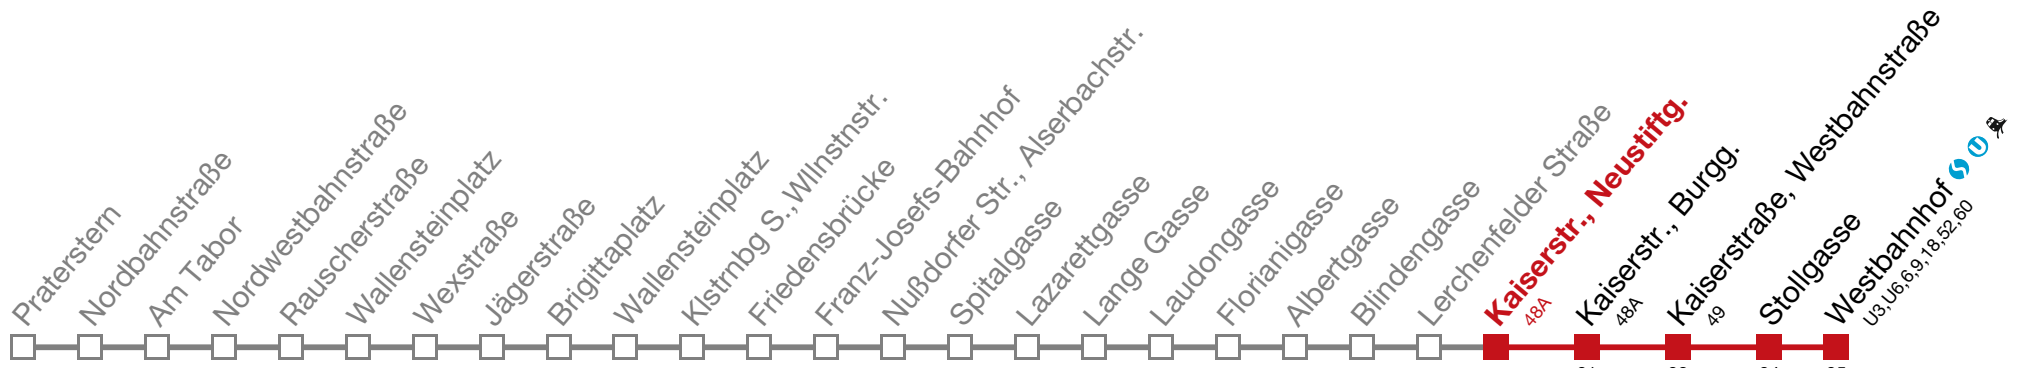 Praterstern
Nordbahnstraße
Am Tabor
Nordwestbahnstraße
Rauscherstraße
Wallensteinplatz
Wexstraße
Jägerstraße
Brigittaplatz
Wallensteinplatz
Klstrnbg S., Wllnstnstr.
Friedensbrücke
Franz-Josefs-Bahnhof
Nußdorfer Str., Alserbachstr.
Spitalgasse
Lazarettgasse
Lange Gasse
Laudongasse
Florianigasse
Albertgasse
Blindengasse
Lerchenfelder Straße
Kaiserstr., Neustiftg.
48A
Kaiserstr., Burgg.
48A
Kaiserstraße, Westbahnstraße
49
Stollgasse
Westbahnhof S U
U3,U6,6,9,18,52,60